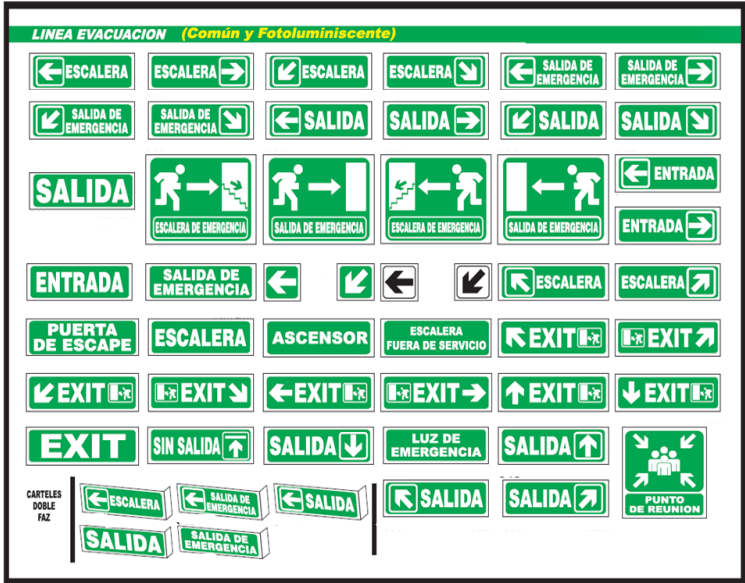 LINEA EVACUACION (Común y Fotoluminiscente)
ESCALERA
ESCALERA
ESCALERA
ESCALERA
SALIDA DE
EMERGENCIA
SALIDA DE
EMERGENCIA
SALIDA DE
EMERGENCIA
SALIDA DE
EMERGENCIA
SALIDA
SALIDA
SALIDA
SALIDA
SALIDA
ESCALERA DE EMERGENCIA
SALIDA DE EMERGENCIA
ESCALERA DE EMERGENCIA
SALIDA DE EMERGENCIA
ENTRADA
ENTRADA
ENTRADA
SALIDA DE
EMERGENCIA
ESCALERA
ESCALERA
PUERTA
DE ESCAPE
ESCALERA
ASCENSOR
ESCALERA
FUERA DE SERVICIO
EXIT
EXIT
EXIT
EXIT
EXIT
EXIT
EXIT
EXIT
EXIT
SIN SALIDA
SALIDA
LUZ DE
EMERGENCIA
SALIDA
PUNTO
DE REUNION
CARTELES
DOBLE
FAZ
ESCALERA
SALIDA DE
EMERGENCIA
SALIDA
SALIDA
SALIDA
SALIDA
SALIDA DE
EMERGENCIA